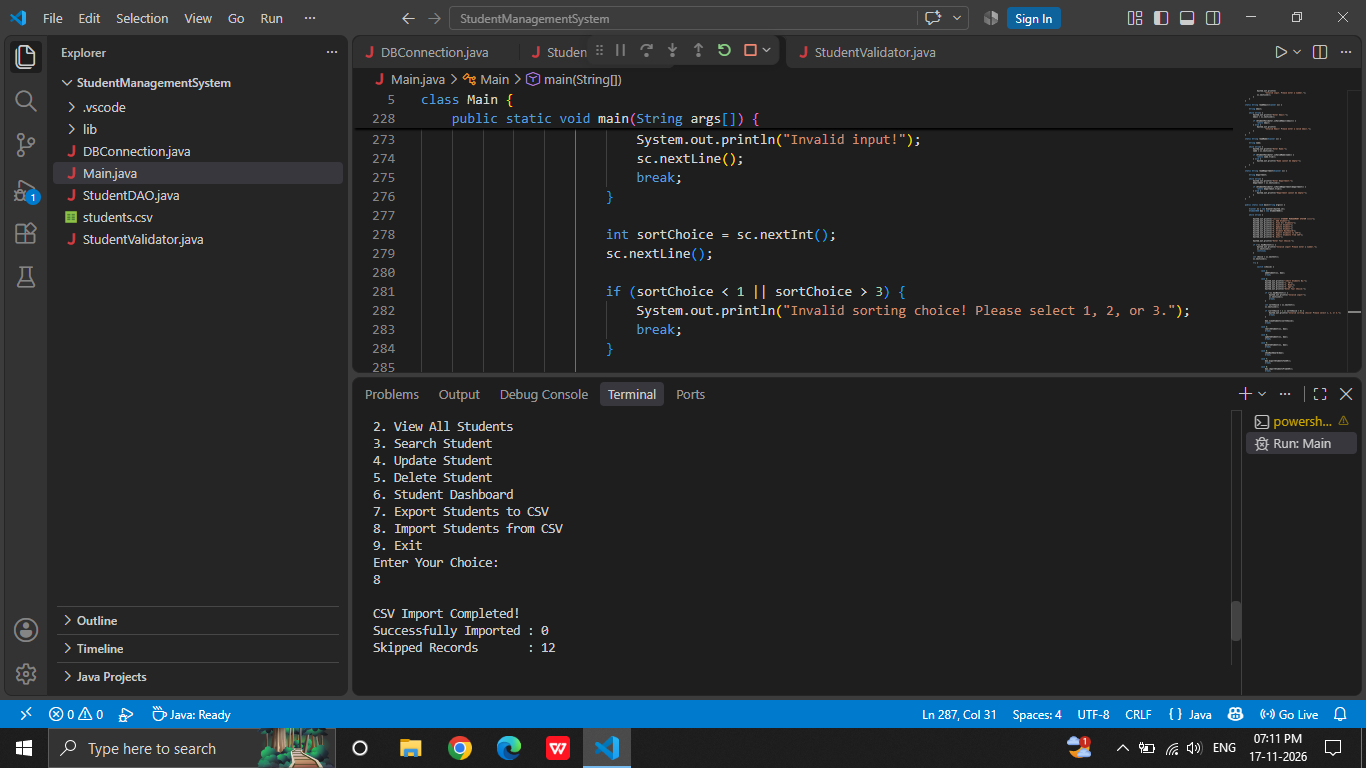 File Edit Selection View Go Run ··· StudentManagementSystem Sign In
Explorer ···
StudentManagementSystem
.vscode
lib
DBConnection.java
Main.java
StudentDAO.java
students.csv
StudentValidator.java
Outline
Timeline
Java Projects
DBConnection.java Studen StudentValidator.java ···
Main.java > Main > main(String[])
5 class Main {
228 public static void main(String args[]) {
273 System.out.println("Invalid input!");
274 sc.nextLine();
275 break;
276 }
277
278 int sortChoice = sc.nextInt();
279 sc.nextLine();
280
281 if (sortChoice < 1 || sortChoice > 3) {
282 System.out.println("Invalid sorting choice! Please select 1, 2, or 3.");
283 break;
284 }
285
Problems Output Debug Console Terminal Ports
2. View All Students
3. Search Student
4. Update Student
5. Delete Student
6. Student Dashboard
7. Export Students to CSV
8. Import Students from CSV
9. Exit
Enter Your Choice:
8
CSV Import Completed!
Successfully Imported : 0
Skipped Records : 12
powersh...
Run: Main
1
0 0 Java: Ready Ln 287, Col 31 Spaces: 4 UTF-8 CRLF {} Java Go Live
Type here to search 1 ENG 07:11 PM
17-11-2026